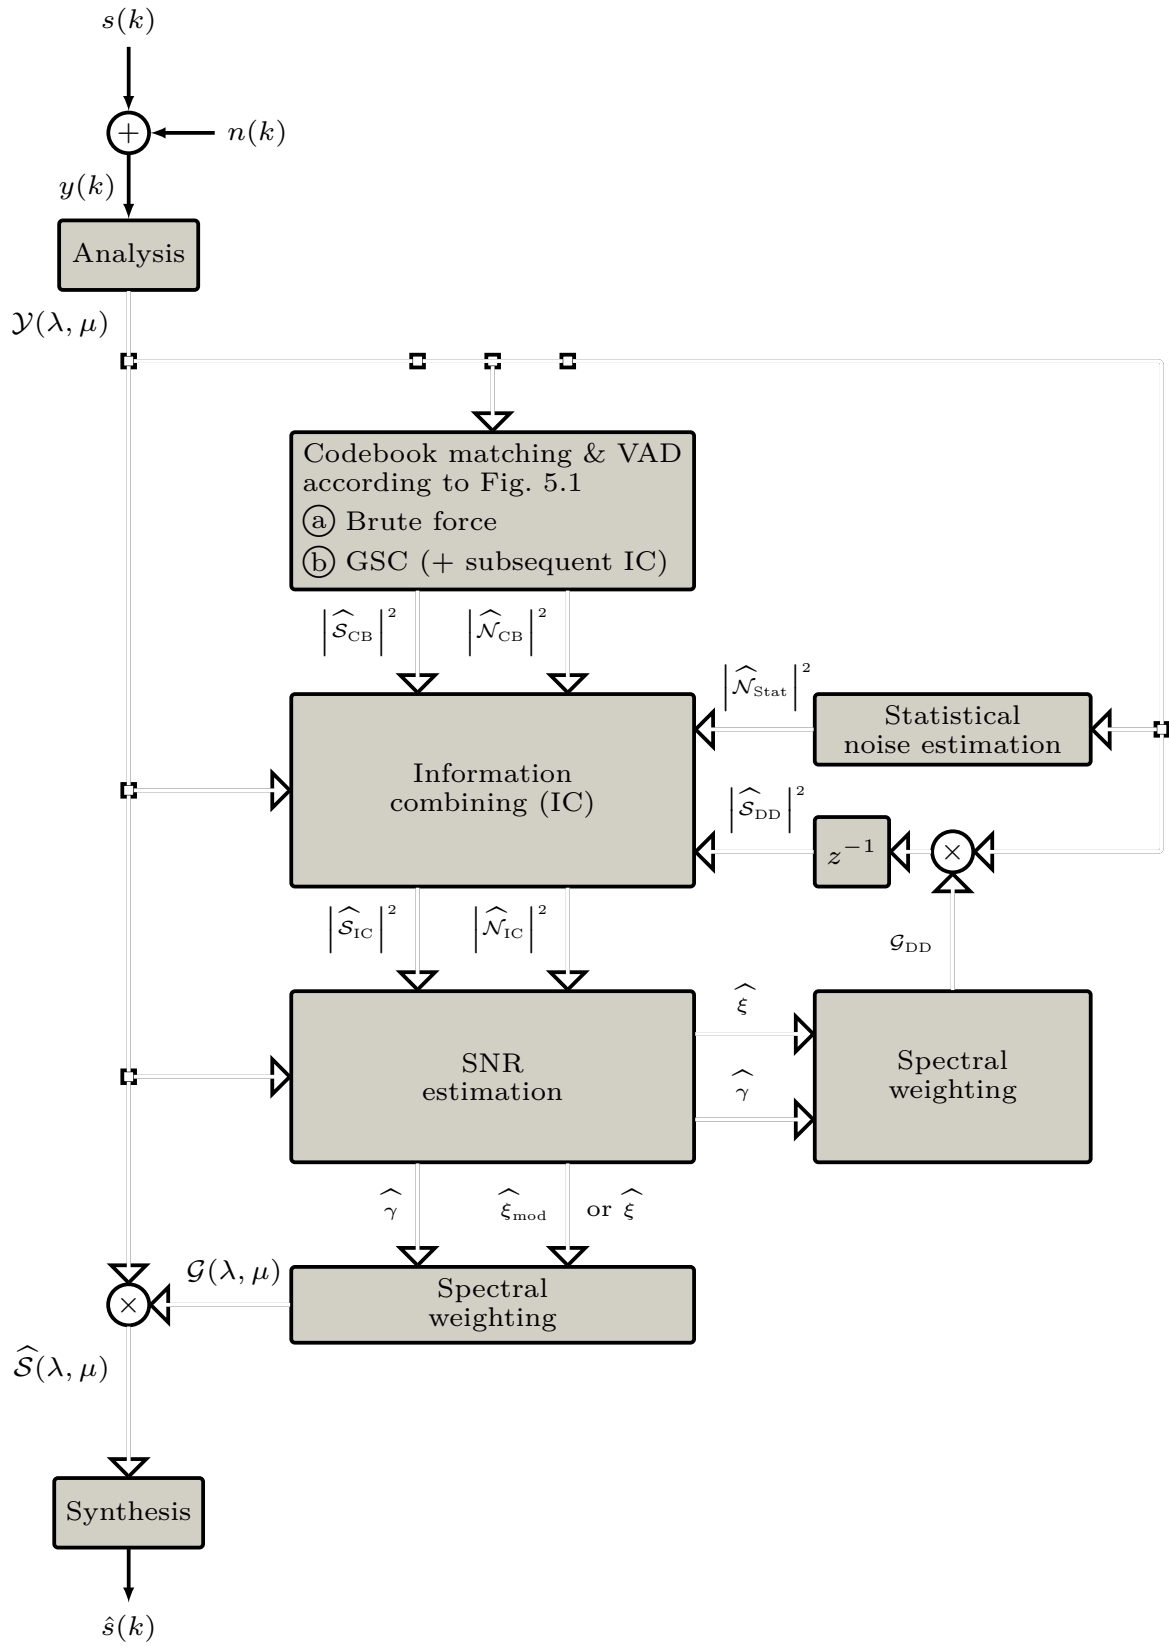 s(k)
+
n(k)
y(k)
Analysis
𝒴(λ, μ)
Codebook matching & VAD
according to Fig. 5.1
ⓐ Brute force
ⓑ GSC (+ subsequent IC)
|𝒮̂_CB|²
|𝒩̂_CB|²
|𝒩̂_Stat|²
Statistical
noise estimation
Information
combining (IC)
|𝒮̂_DD|²
z⁻¹
×
|𝒮̂_IC|²
|𝒩̂_IC|²
𝒢_DD
SNR
estimation
ξ̂
γ̂
Spectral
weighting
γ̂
ξ̂_mod or ξ̂
𝒢(λ, μ)
×
Spectral
weighting
𝒮̂(λ, μ)
Synthesis
ŝ(k)